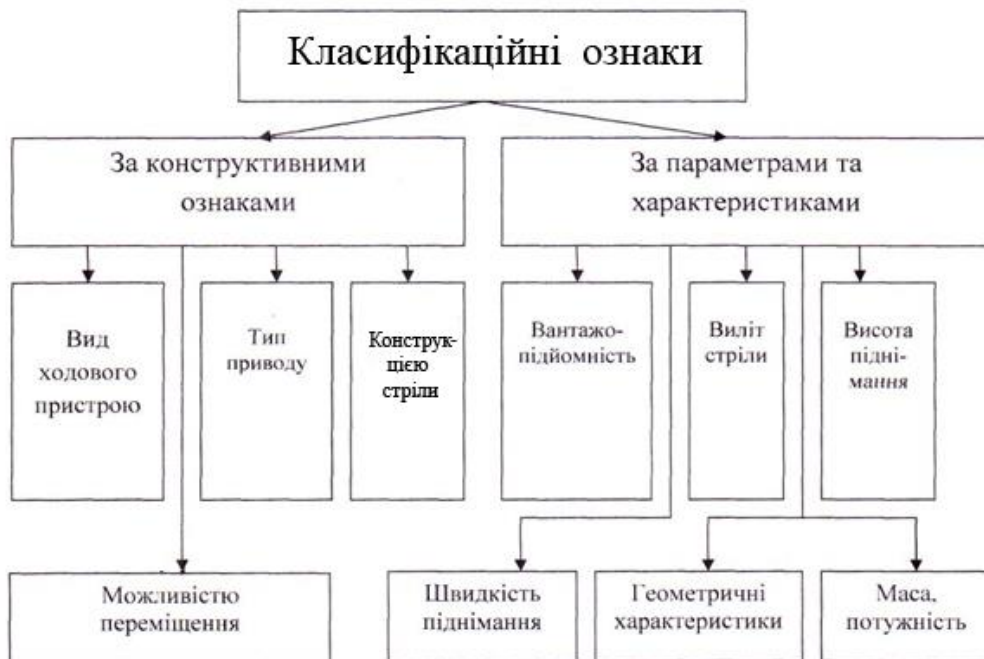 Класифікаційні ознаки
За конструктивними
ознаками
За параметрами та
характеристиками
Вид
ходового
пристрою
Тип
приводу
Конструк-
цією
стріли
Вантажо-
підйомність
Виліт
стріли
Висота
підні-
мання
Можливістю
переміщення
Швидкість
піднімання
Геометричні
характеристики
Маса,
потужність